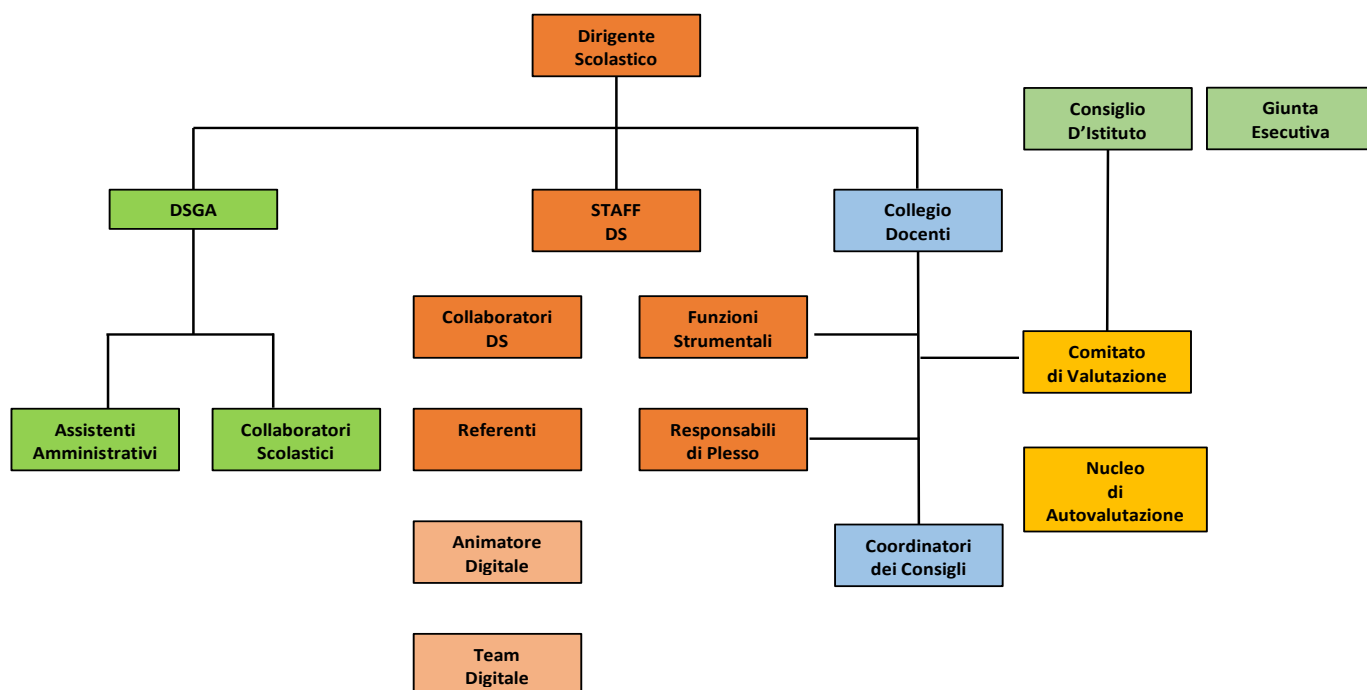 Dirigente
Scolastico
Consiglio
D’Istituto
Giunta
Esecutiva
DSGA
STAFF
DS
Collegio
Docenti
Collaboratori
DS
Funzioni
Strumentali
Comitato
di Valutazione
Assistenti
Amministrativi
Collaboratori
Scolastici
Referenti
Responsabili
di Plesso
Nucleo
di
Autovalutazione
Animatore
Digitale
Coordinatori
dei Consigli
Team
Digitale